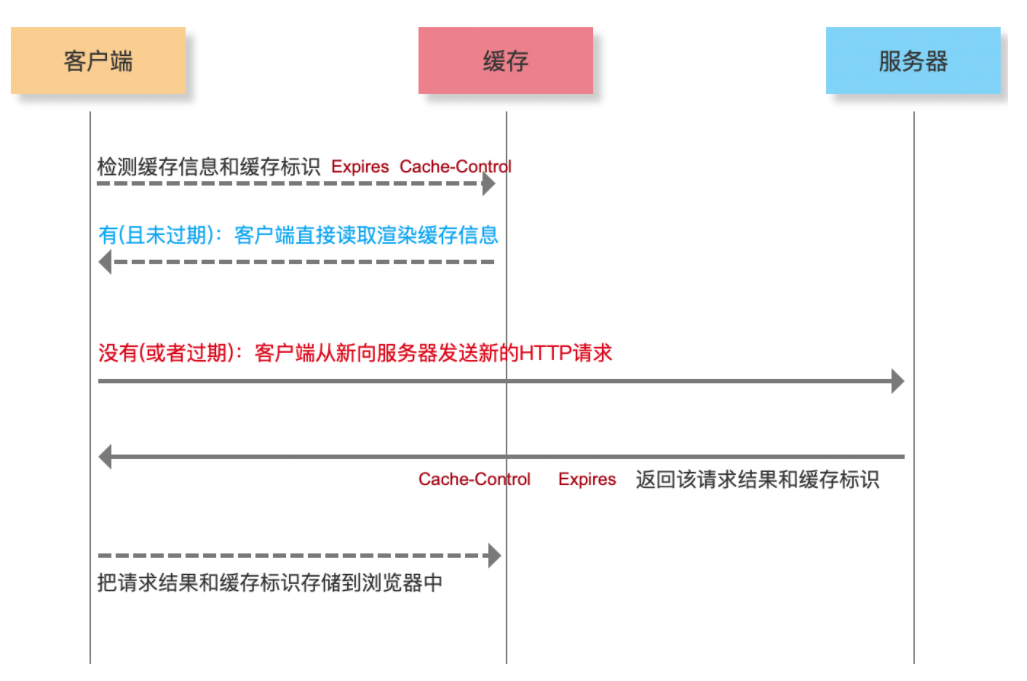 客户端
缓存
服务器
检测缓存信息和缓存标识 Expires Cache-Control
有(且未过期)：客户端直接读取渲染缓存信息
没有(或者过期)：客户端从新向服务器发送新的HTTP请求
Cache-Control Expires 返回该请求结果和缓存标识
把请求结果和缓存标识存储到浏览器中